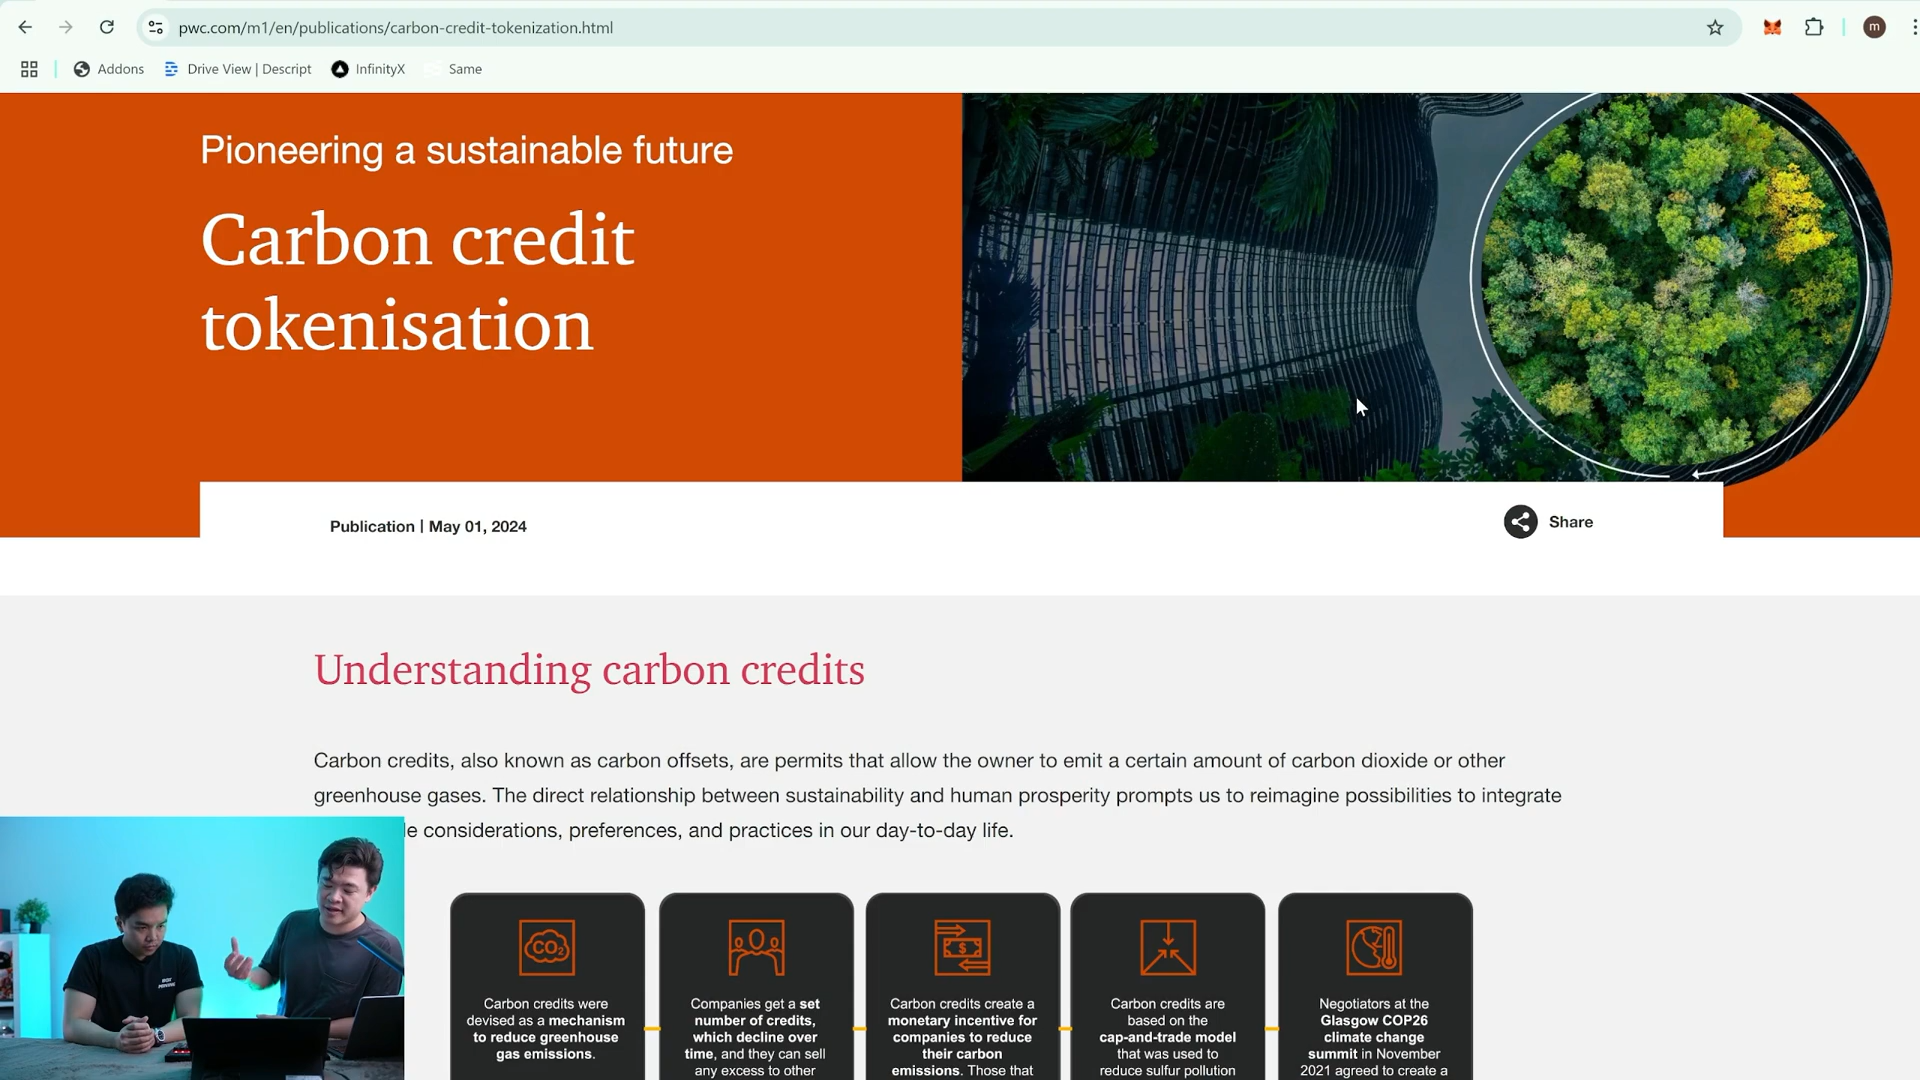 pwc.com/m1/en/publications/carbon-credit-tokenization.html
m
Addons
Drive View | Descript
InfinityX
Same
Pioneering a sustainable future
Carbon credit
tokenisation
Publication | May 01, 2024
Share
Understanding carbon credits
Carbon credits, also known as carbon offsets, are permits that allow the owner to emit a certain amount of carbon dioxide or other
greenhouse gases. The direct relationship between sustainability and human prosperity prompts us to reimagine possibilities to integrate
le considerations, preferences, and practices in our day-to-day life.
CO2
Carbon credits were
devised as a mechanism
to reduce greenhouse
gas emissions.
Companies get a set
number of credits,
which decline over
time, and they can sell
any excess to other
$
Carbon credits create a
monetary incentive for
companies to reduce
their carbon
emissions. Those that
Carbon credits are
based on the
cap-and-trade model
that was used to
reduce sulfur pollution
Negotiators at the
Glasgow COP26
climate change
summit in November
2021 agreed to create a